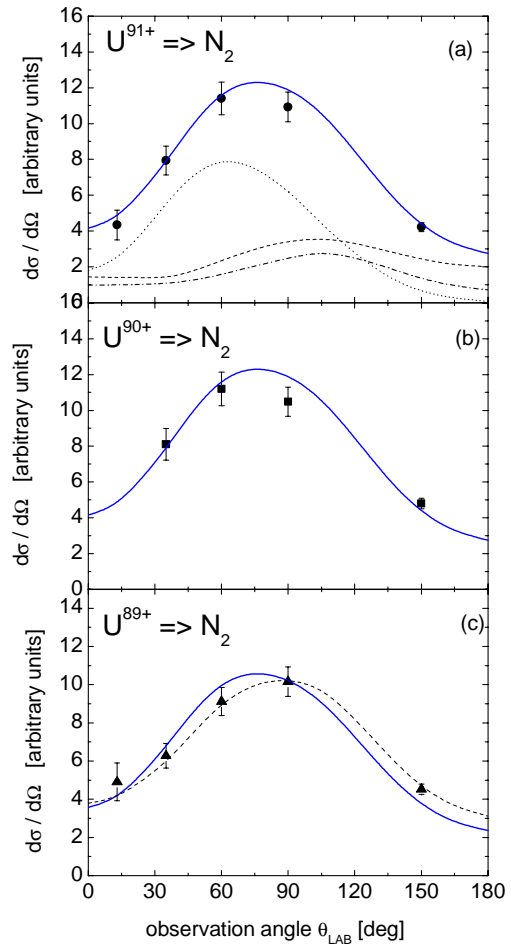 16
14
12
10
8
6
4
2
U⁹¹⁺ => N₂
(a)
dσ / dΩ [arbitrary units]
14
12
10
8
6
4
2
0
U⁹⁰⁺ => N₂
(b)
dσ / dΩ [arbitrary units]
14
12
10
8
6
4
2
0
U⁸⁹⁺ => N₂
(c)
dσ / dΩ [arbitrary units]
0 30 60 90 120 150 180
observation angle θLAB [deg]